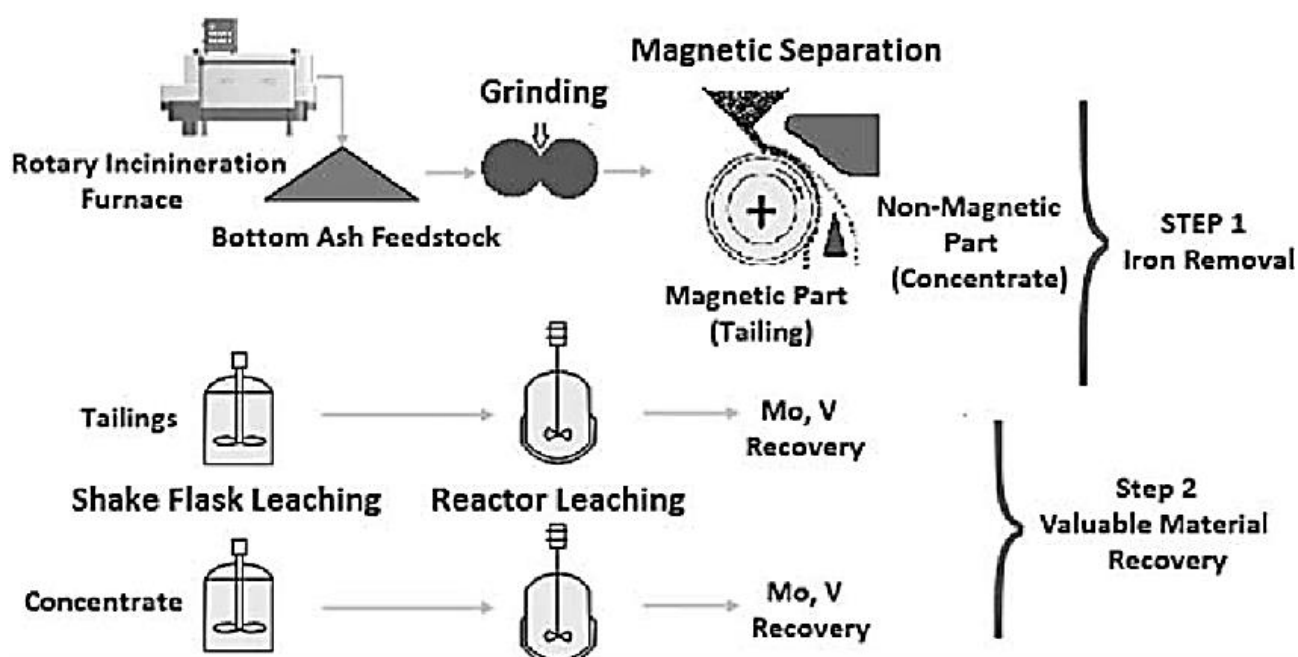 Magnetic Separation
Grinding
Rotary Incinineration
Furnace
Bottom Ash Feedstock
Non-Magnetic
Part
(Concentrate)
Magnetic Part
(Tailing)
STEP 1
Iron Removal
Tailings
Mo, V
Recovery
Shake Flask Leaching
Reactor Leaching
Step 2
Valuable Material
Recovery
Concentrate
Mo, V
Recovery